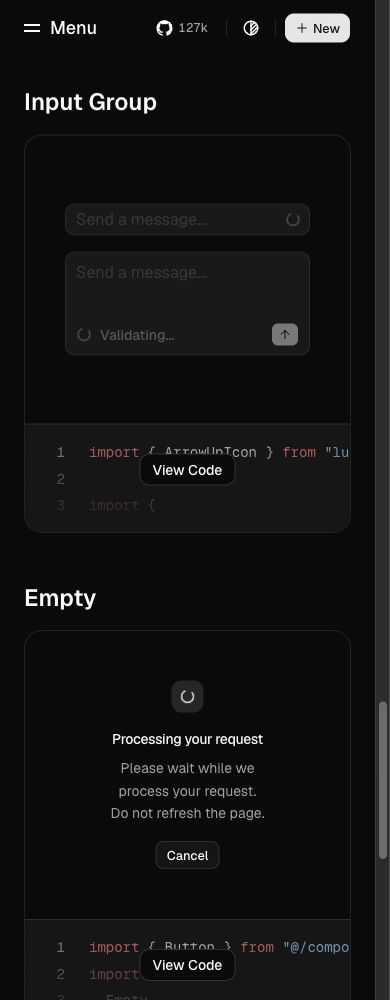 Menu
127k
New
Input Group
Send a message...
Send a message...
Validating...
1 import { ArrowUpIcon } from "lu
View Code
2
3 import {
Empty
Processing your request
Please wait while we
process your request.
Do not refresh the page.
Cancel
1 import { Button } from "@/compo
View Code
2 import
3 Empty